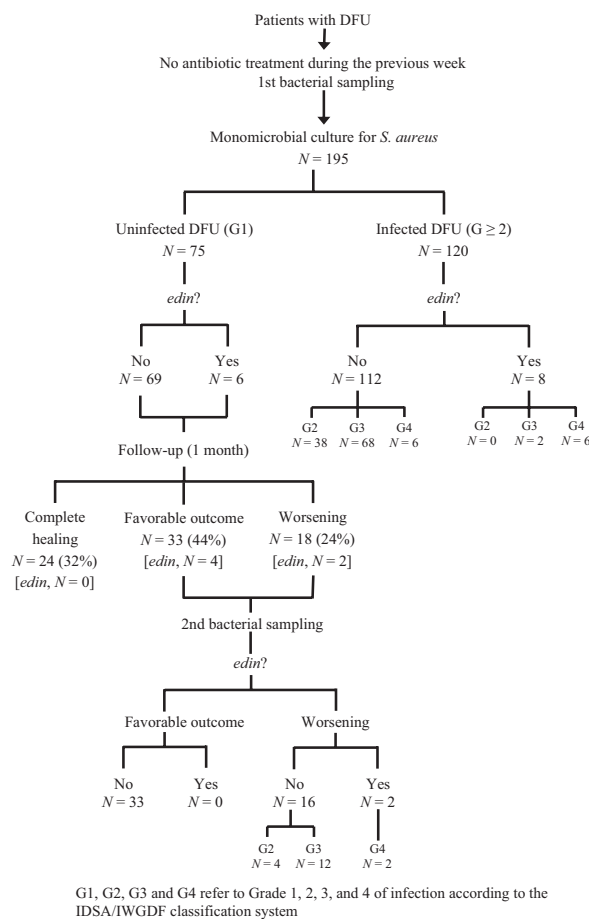 Patients with DFU
No antibiotic treatment during the previous week
1st bacterial sampling
Monomicrobial culture for S. aureus
N = 195
Uninfected DFU (G1)
N = 75
Infected DFU (G ≥ 2)
N = 120
edin?
edin?
No
N = 69
Yes
N = 6
No
N = 112
Yes
N = 8
G2
N = 38
G3
N = 68
G4
N = 6
G2
N = 0
G3
N = 2
G4
N = 6
Follow-up (1 month)
Complete
healing
N = 24 (32%)
[edin, N = 0]
Favorable outcome
N = 33 (44%)
[edin, N = 4]
Worsening
N = 18 (24%)
[edin, N = 2]
2nd bacterial sampling
edin?
Favorable outcome
Worsening
No
N = 33
Yes
N = 0
No
N = 16
Yes
N = 2
G2
N = 4
G3
N = 12
G4
N = 2
G1, G2, G3 and G4 refer to Grade 1, 2, 3, and 4 of infection according to the
IDSA/IWGDF classification system